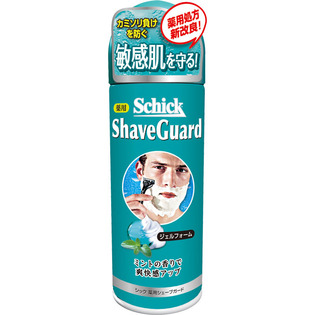 カミソリ負け
を防ぐ
敏感肌を守る!
薬用処方
新改良!
薬用
Schick
ShaveGuard
ジェルフォーム
ミントの香りで
爽快感アップ
シック 薬用シェーブガード